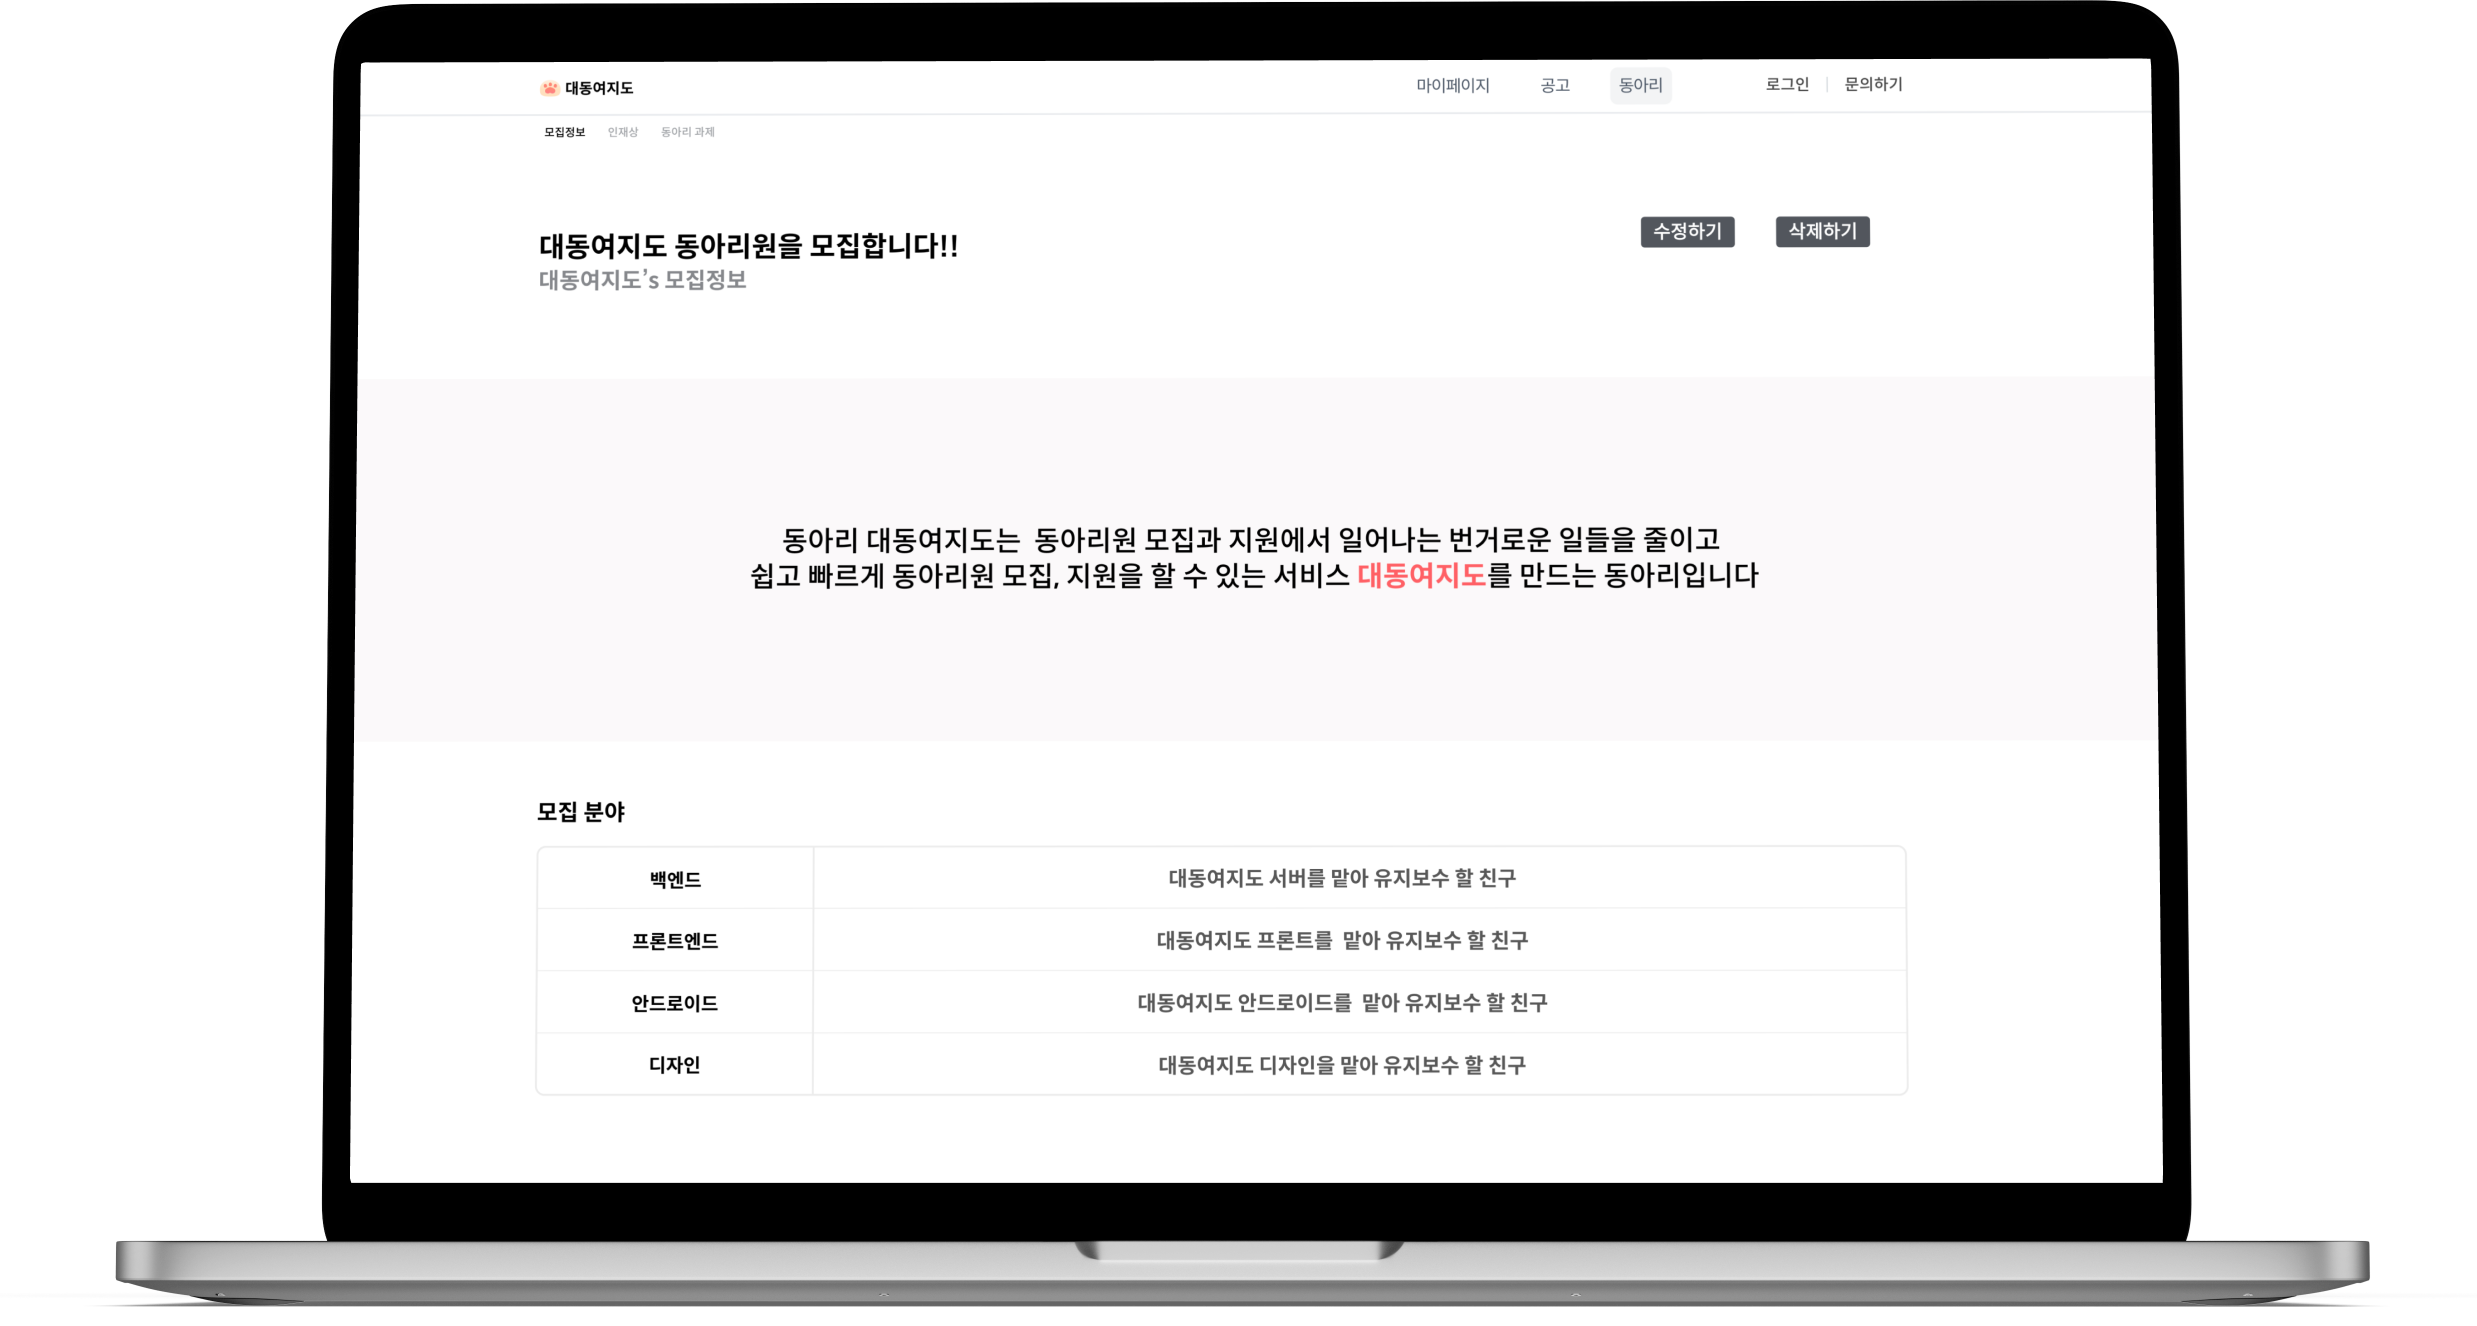 대동여지도
마이페이지
공고
동아리
로그인
문의하기
모집정보
인재상
동아리 과제
대동여지도 동아리원을 모집합니다!!
대동여지도’s 모집정보
수정하기
삭제하기
동아리 대동여지도는 동아리원 모집과 지원에서 일어나는 번거로운 일들을 줄이고
쉽고 빠르게 동아리원 모집, 지원을 할 수 있는 서비스 대동여지도를 만드는 동아리입니다
모집 분야
백엔드
대동여지도 서버를 맡아 유지보수 할 친구
프론트엔드
대동여지도 프론트를 맡아 유지보수 할 친구
안드로이드
대동여지도 안드로이드를 맡아 유지보수 할 친구
디자인
대동여지도 디자인을 맡아 유지보수 할 친구